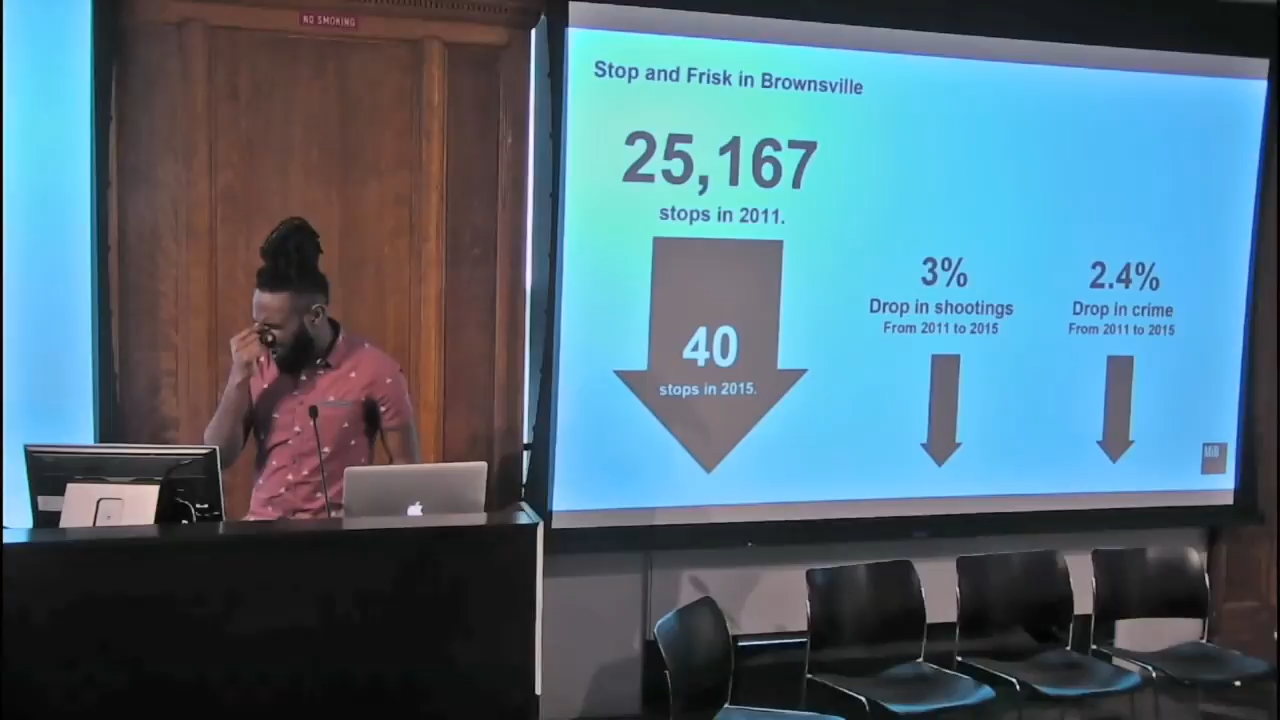 NO SMOKING
Stop and Frisk in Brownsville
25,167
stops in 2011.
40
stops in 2015.
3%
Drop in shootings
From 2011 to 2015
2.4%
Drop in crime
From 2011 to 2015